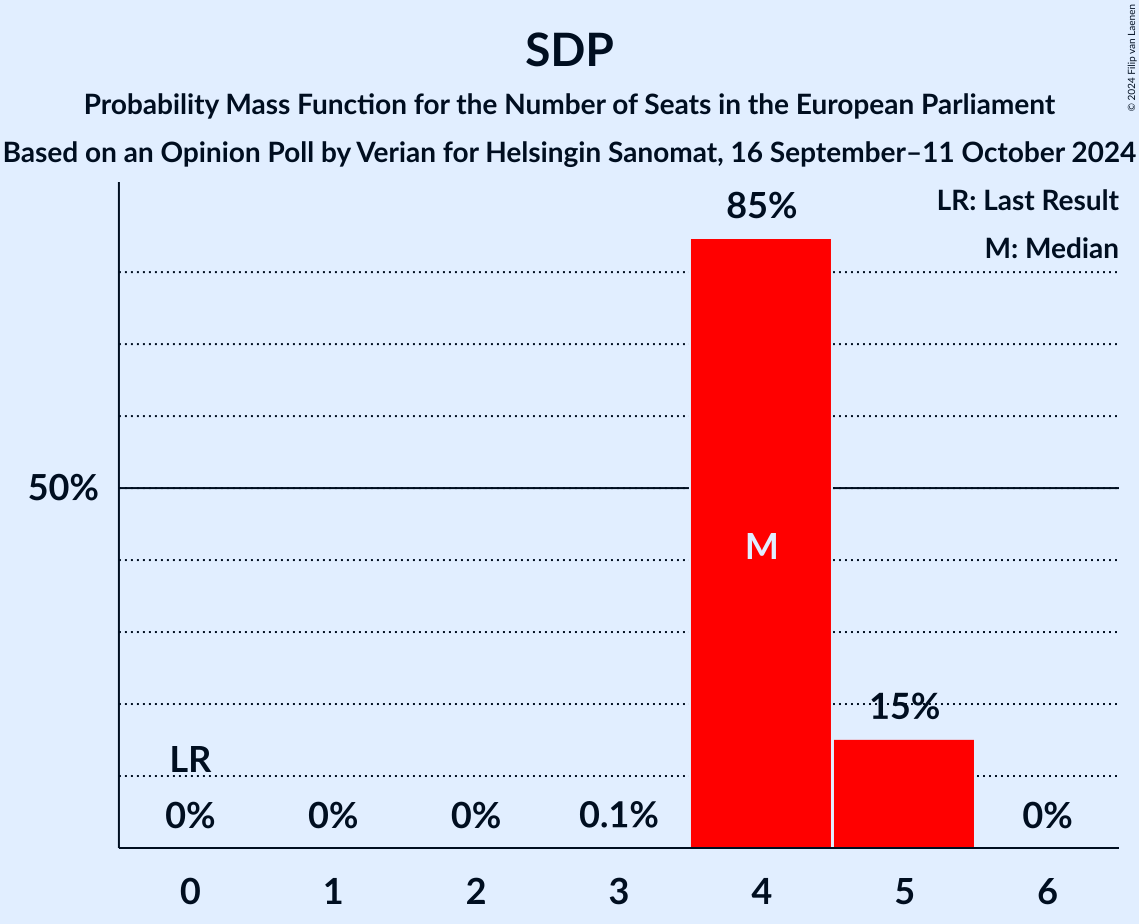 SDP
Probability Mass Function for the Number of Seats in the European Parliament
Based on an Opinion Poll by Verian for Helsingin Sanomat, 16 September–11 October 2024
© 2024 Filip van Laenen
LR: Last Result
M: Median
85%
50%
M
15%
LR
0% 0% 0% 0.1% 0%
0 1 2 3 4 5 6